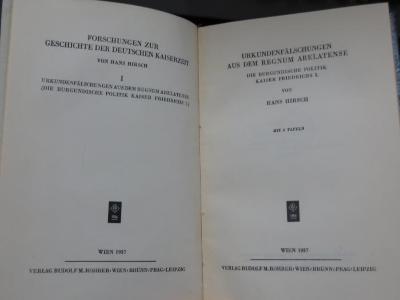 FORSCHUNGEN ZUR
GESCHICHTE DER DEUTSCHEN KAISERZEIT
VON HANS HIRSCH
I
URKUNDENFÄLSCHUNGEN AUS DEM REGNUM ARELATENSE
(DIE BURGUNDISCHE POLITIK KAISER FRIEDRICHS I.)
WIEN 1937
VERLAG RUDOLF M. ROHRER · WIEN · BRÜNN · PRAG · LEIPZIG
URKUNDENFÄLSCHUNGEN
AUS DEM REGNUM ARELATENSE
DIE BURGUNDISCHE POLITIK
KAISER FRIEDRICHS I.
VON
HANS HIRSCH
MIT TAFELN
WIEN 1937
VERLAG RUDOLF M. ROHRER · WIEN · BRÜNN · PRAG · LEIPZIG